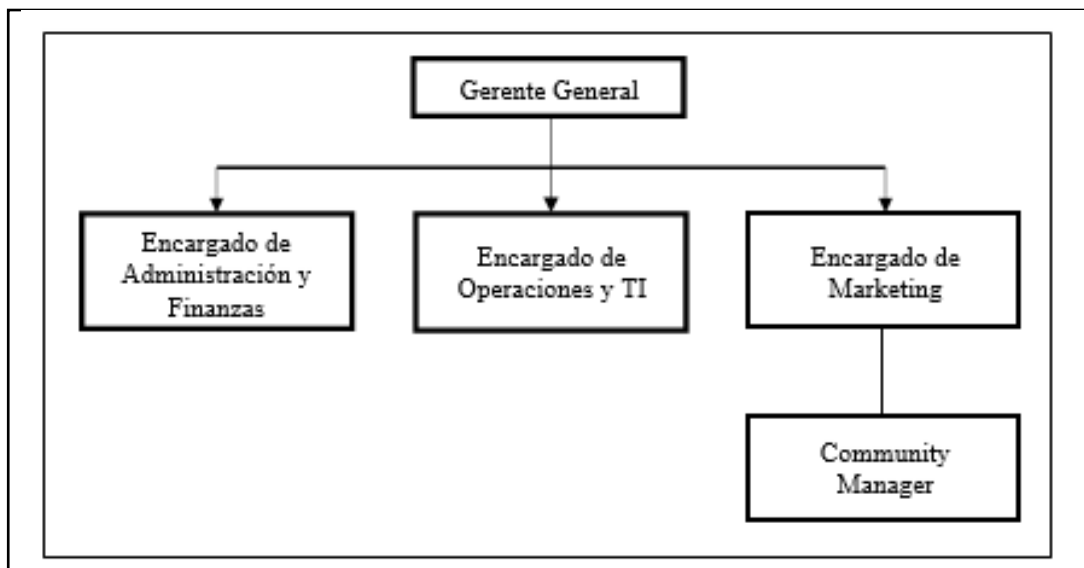 Gerente General
Encargado de
Administración y
Finanzas
Encargado de
Operaciones y TI
Encargado de
Marketing
Community
Manager